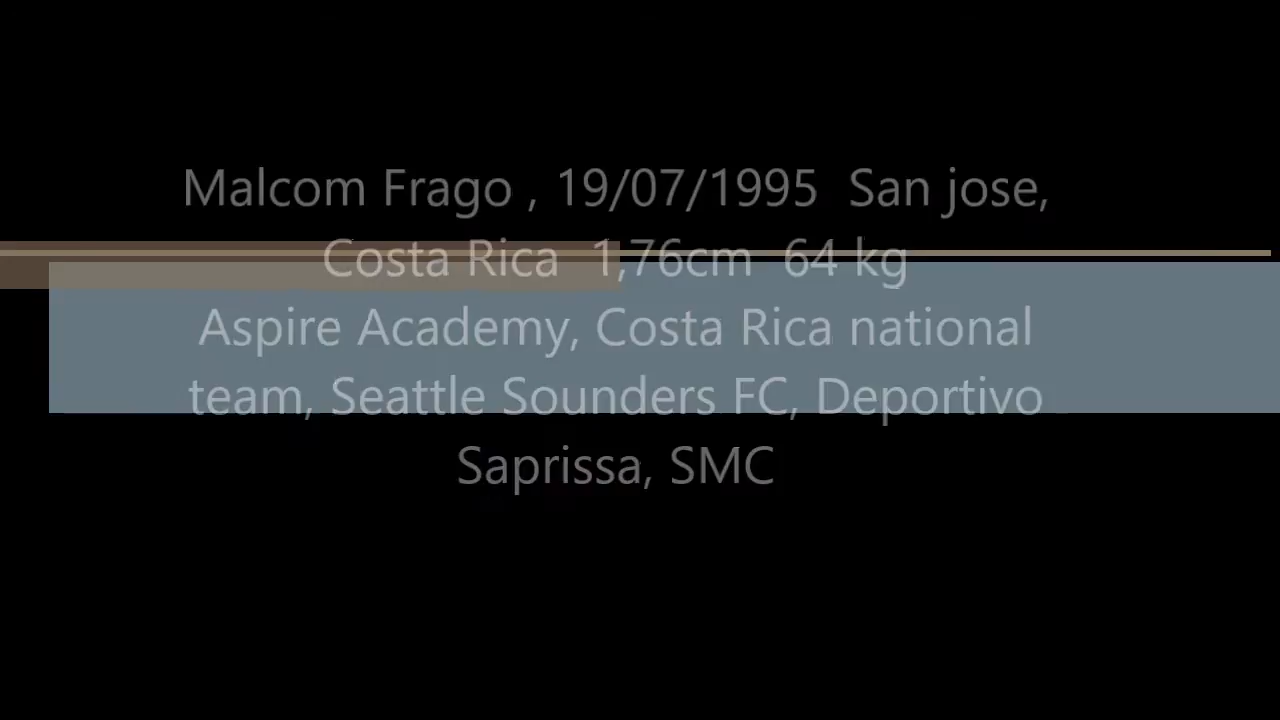 Malcom Frago , 19/07/1995  San jose,
Costa Rica  1,76cm  64 kg
Aspire Academy, Costa Rica national
team, Seattle Sounders FC, Deportivo
Saprissa, SMC